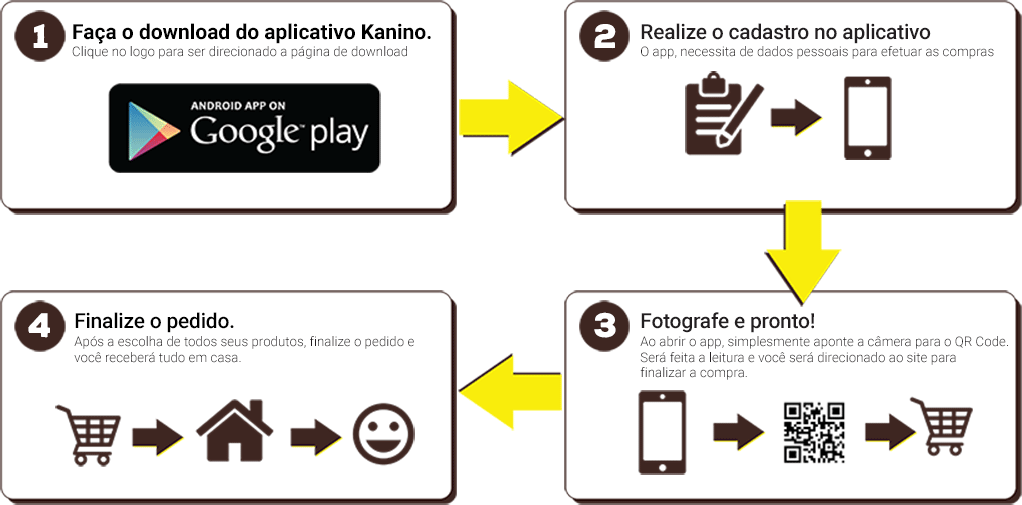 1
Faça o download do aplicativo Kanino.
Clique no logo para ser direcionado a página de download
ANDROID APP ON
Google™ play
2
Realize o cadastro no aplicativo
O app, necessita de dados pessoais para efetuar as compras
3
Fotografe e pronto!
Ao abrir o app, simplesmente aponte a câmera para o QR Code.
Será feita a leitura e você será direcionado ao site para
finalizar a compra.
4
Finalize o pedido.
Após a escolha de todos seus produtos, finalize o pedido e
você receberá tudo em casa.